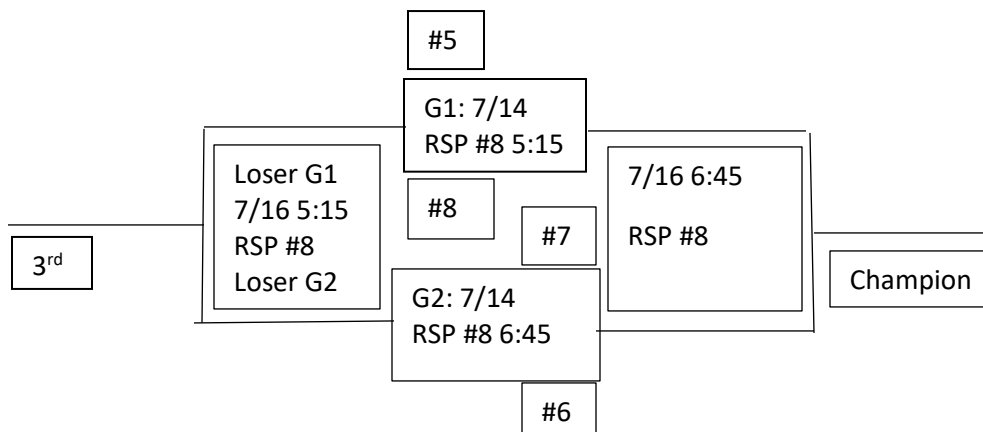 #5
G1: 7/14
RSP #8 5:15
#8
Loser G1
7/16 5:15
RSP #8
Loser G2
3rd
#7
G2: 7/14
RSP #8 6:45
#6
7/16 6:45
RSP #8
Champion